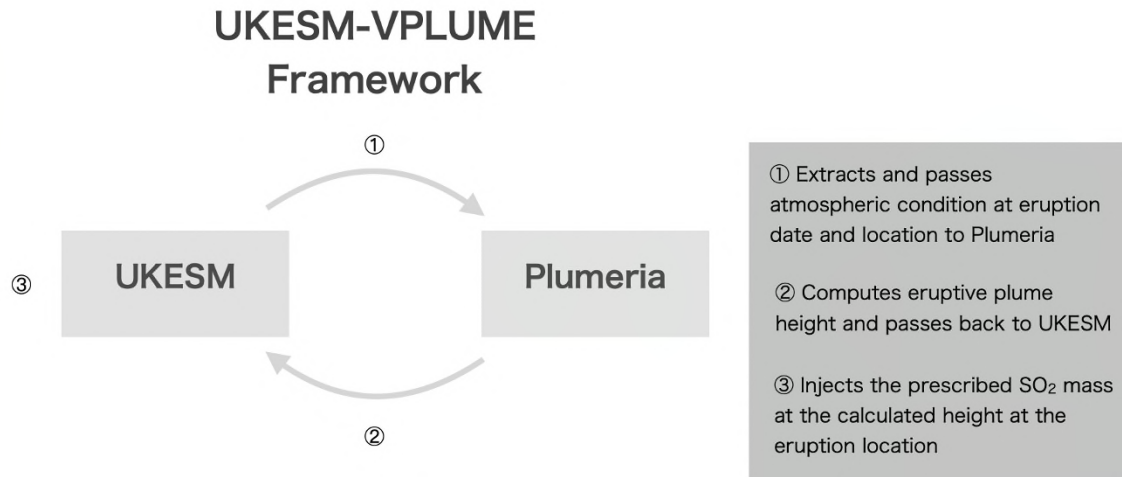 UKESM-VPLUME
Framework
①
UKESM
Plumeria
③
②
① Extracts and passes
atmospheric condition at eruption
date and location to Plumeria
② Computes eruptive plume
height and passes back to UKESM
③ Injects the prescribed SO₂ mass
at the calculated height at the
eruption location